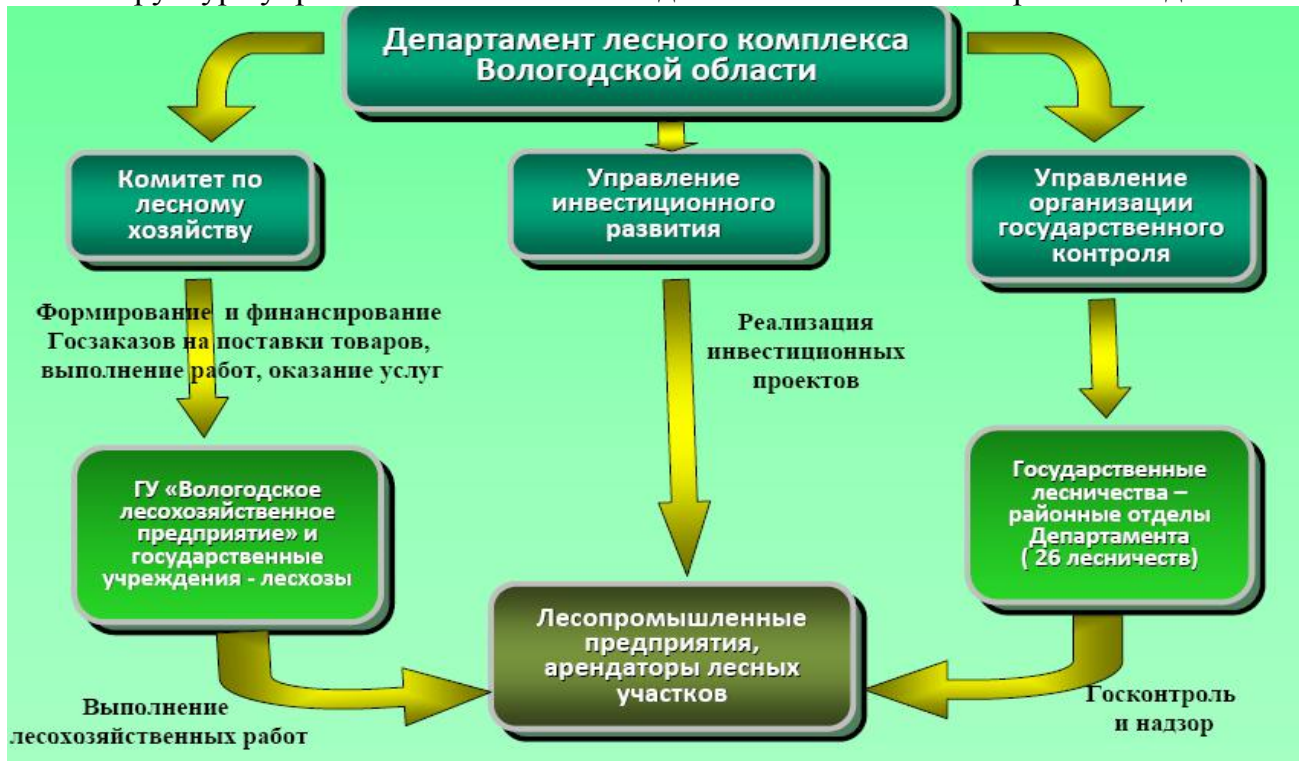 Департамент лесного комплекса
Вологодской области
Комитет по
лесному
хозяйству
Управление
инвестиционного
развития
Управление
организации
государственного
контроля
Формирование и финансирование
Госзаказов на поставки товаров,
выполнение работ, оказание услуг
Реализация
инвестиционных
проектов
ГУ «Вологодское
лесохозяйственное
предприятие» и
государственные
учреждения - лесхозы
Государственные
лесничества –
районные отделы
Департамента
( 26 лесничеств)
Лесопромышленные
предприятия,
арендаторы лесных
участков
Выполнение
лесохозяйственных работ
Госконтроль
и надзор